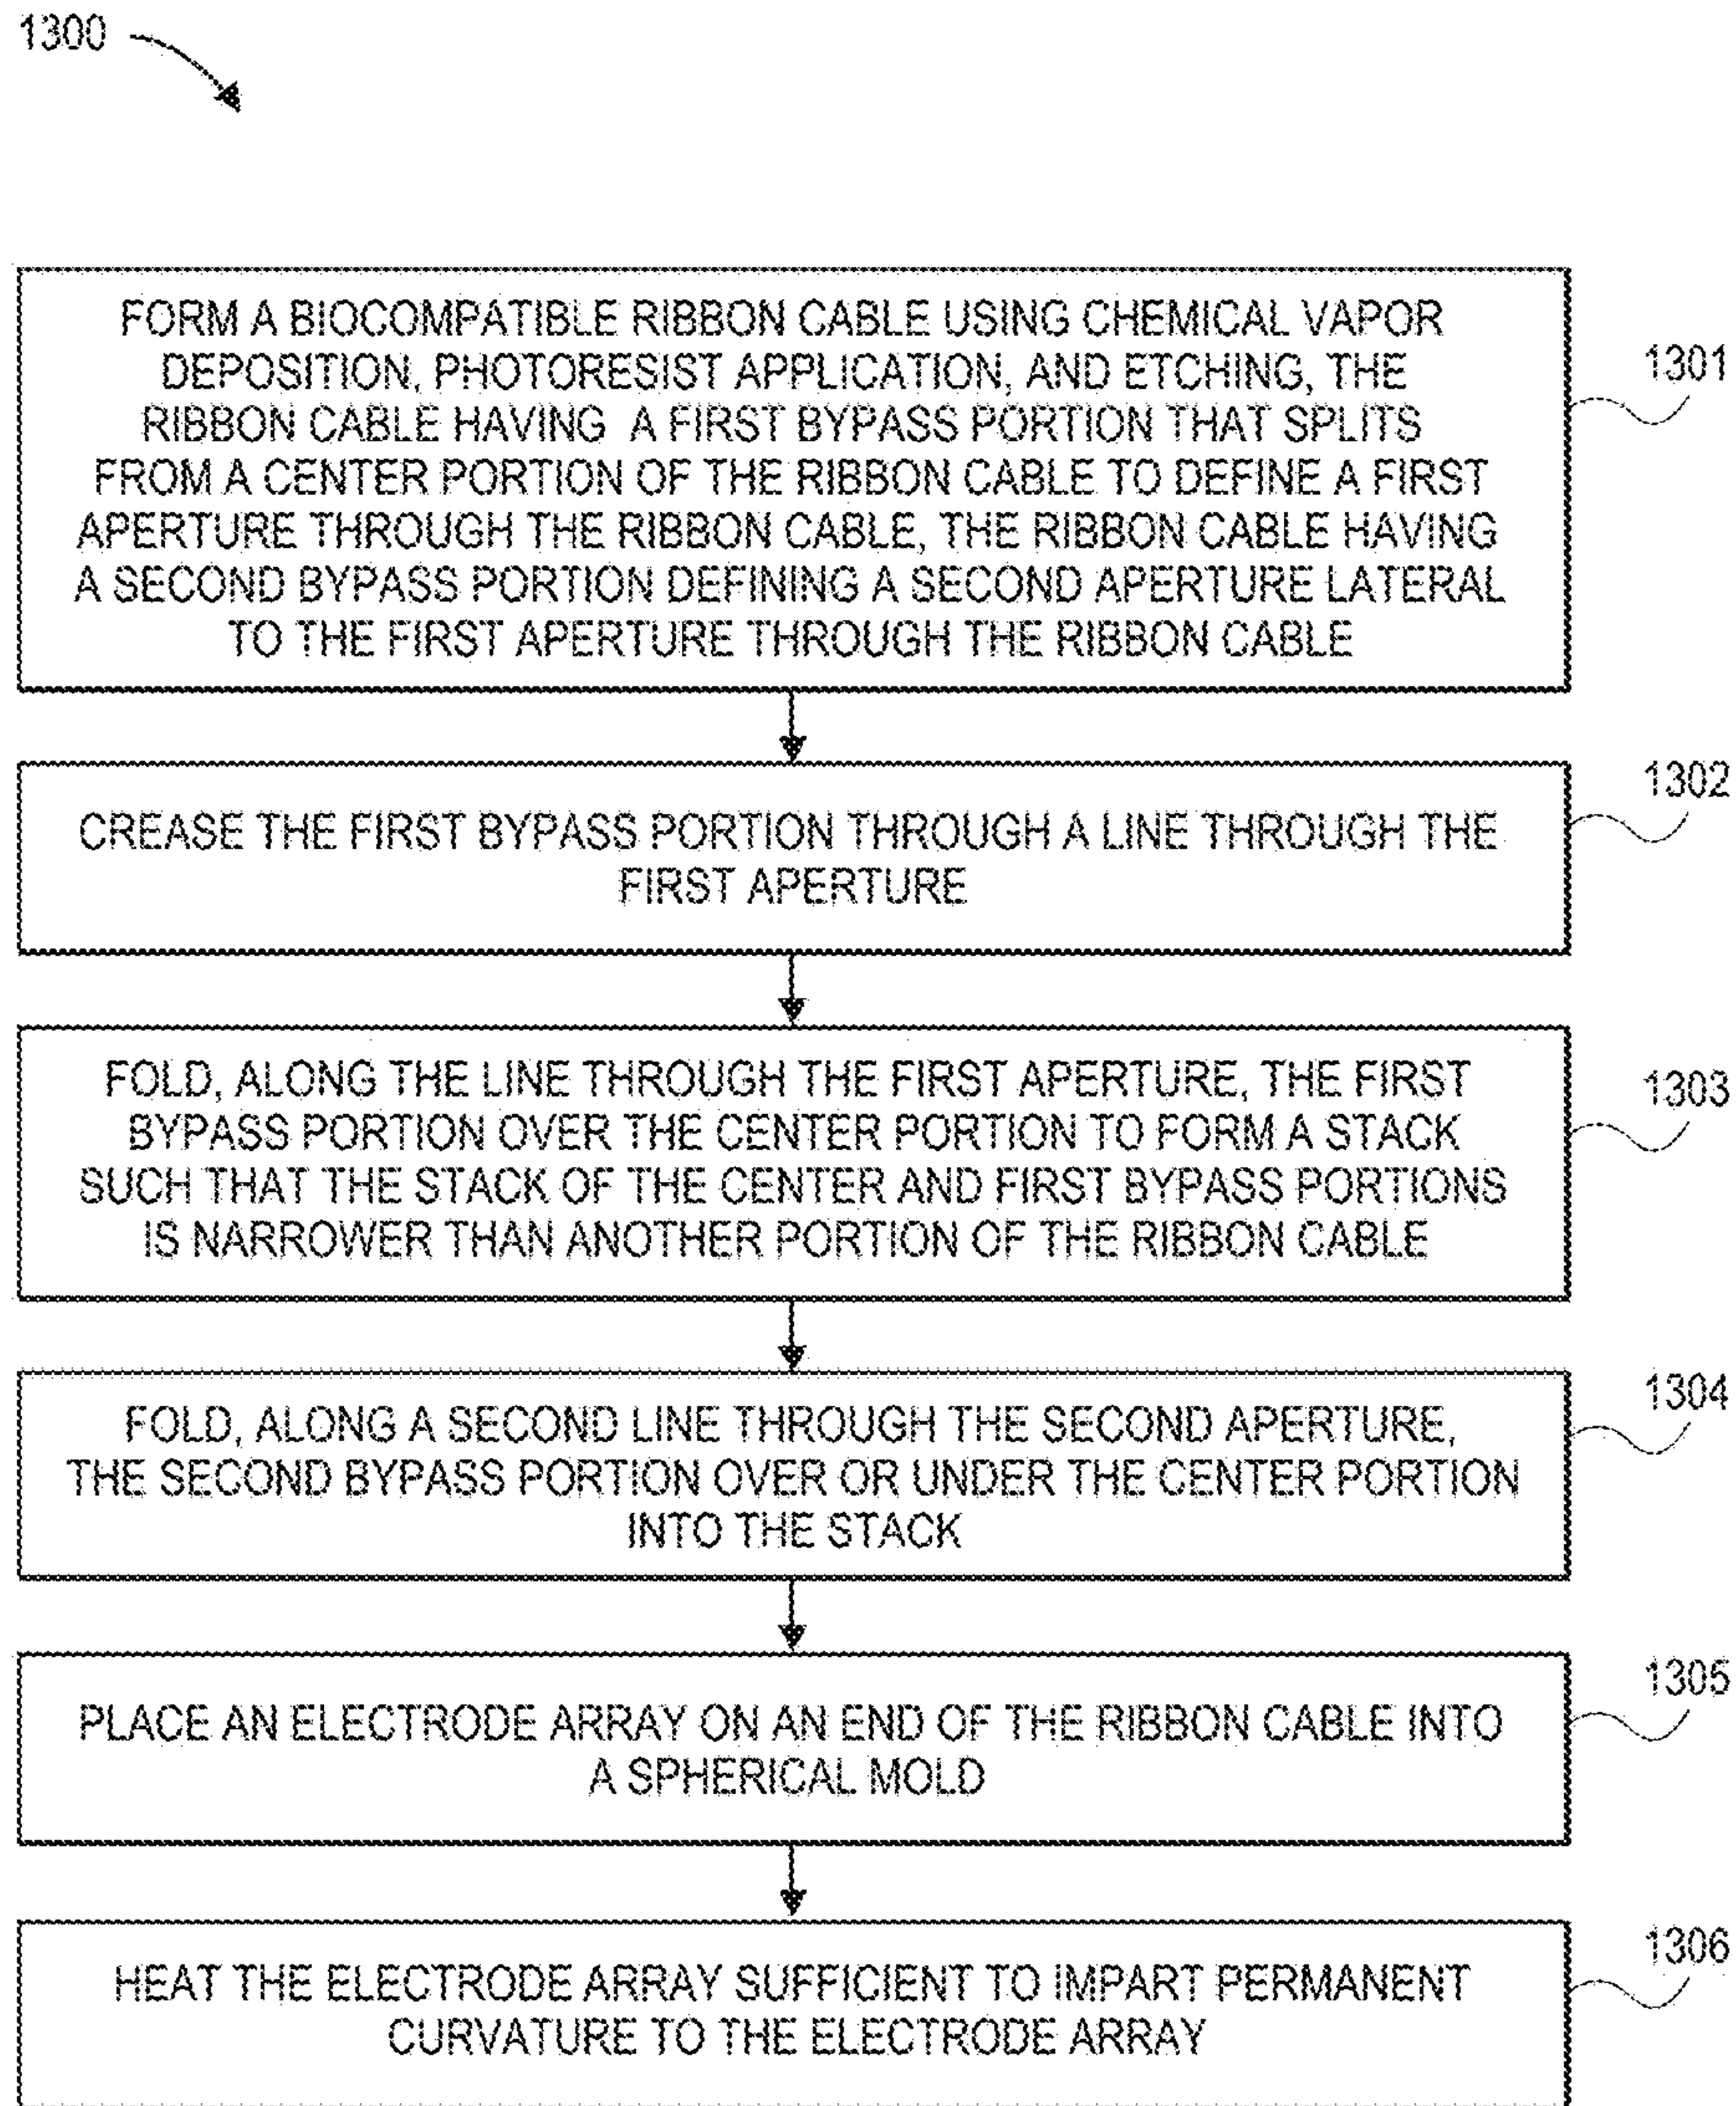 1300
FORM A BIOCOMPATIBLE RIBBON CABLE USING CHEMICAL VAPOR
DEPOSITION, PHOTORESIST APPLICATION, AND ETCHING, THE
RIBBON CABLE HAVING A FIRST BYPASS PORTION THAT SPLITS
FROM A CENTER PORTION OF THE RIBBON CABLE TO DEFINE A FIRST
APERTURE THROUGH THE RIBBON CABLE, THE RIBBON CABLE HAVING
A SECOND BYPASS PORTION DEFINING A SECOND APERTURE LATERAL
TO THE FIRST APERTURE THROUGH THE RIBBON CABLE
1301
CREASE THE FIRST BYPASS PORTION THROUGH A LINE THROUGH THE
FIRST APERTURE
1302
FOLD, ALONG THE LINE THROUGH THE FIRST APERTURE, THE FIRST
BYPASS PORTION OVER THE CENTER PORTION TO FORM A STACK
SUCH THAT THE STACK OF THE CENTER AND FIRST BYPASS PORTIONS
IS NARROWER THAN ANOTHER PORTION OF THE RIBBON CABLE
1303
FOLD, ALONG A SECOND LINE THROUGH THE SECOND APERTURE,
THE SECOND BYPASS PORTION OVER OR UNDER THE CENTER PORTION
INTO THE STACK
1304
PLACE AN ELECTRODE ARRAY ON AN END OF THE RIBBON CABLE INTO
A SPHERICAL MOLD
1305
HEAT THE ELECTRODE ARRAY SUFFICIENT TO IMPART PERMANENT
CURVATURE TO THE ELECTRODE ARRAY
1306